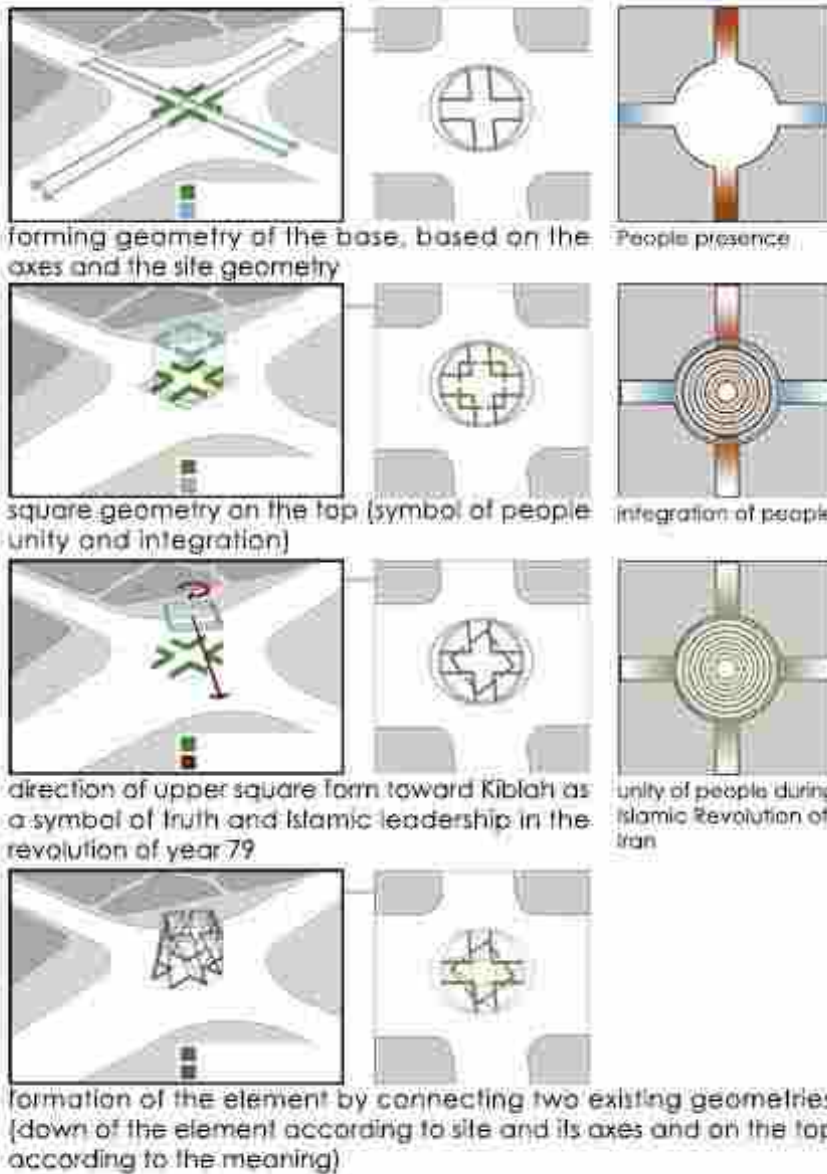 forming geometry of the base, based on the
axes and the site geometry
People presence
square geometry on the top (symbol of people
unity and integration)
integration of people
direction of upper square form toward Kiblah as
a symbol of truth and Islamic leadership in the
revolution of year 79
unity of people during
Islamic Revolution of
Iran
formation of the element by connecting two existing geometries
(down of the element according to site and its axes and on the top
according to the meaning)